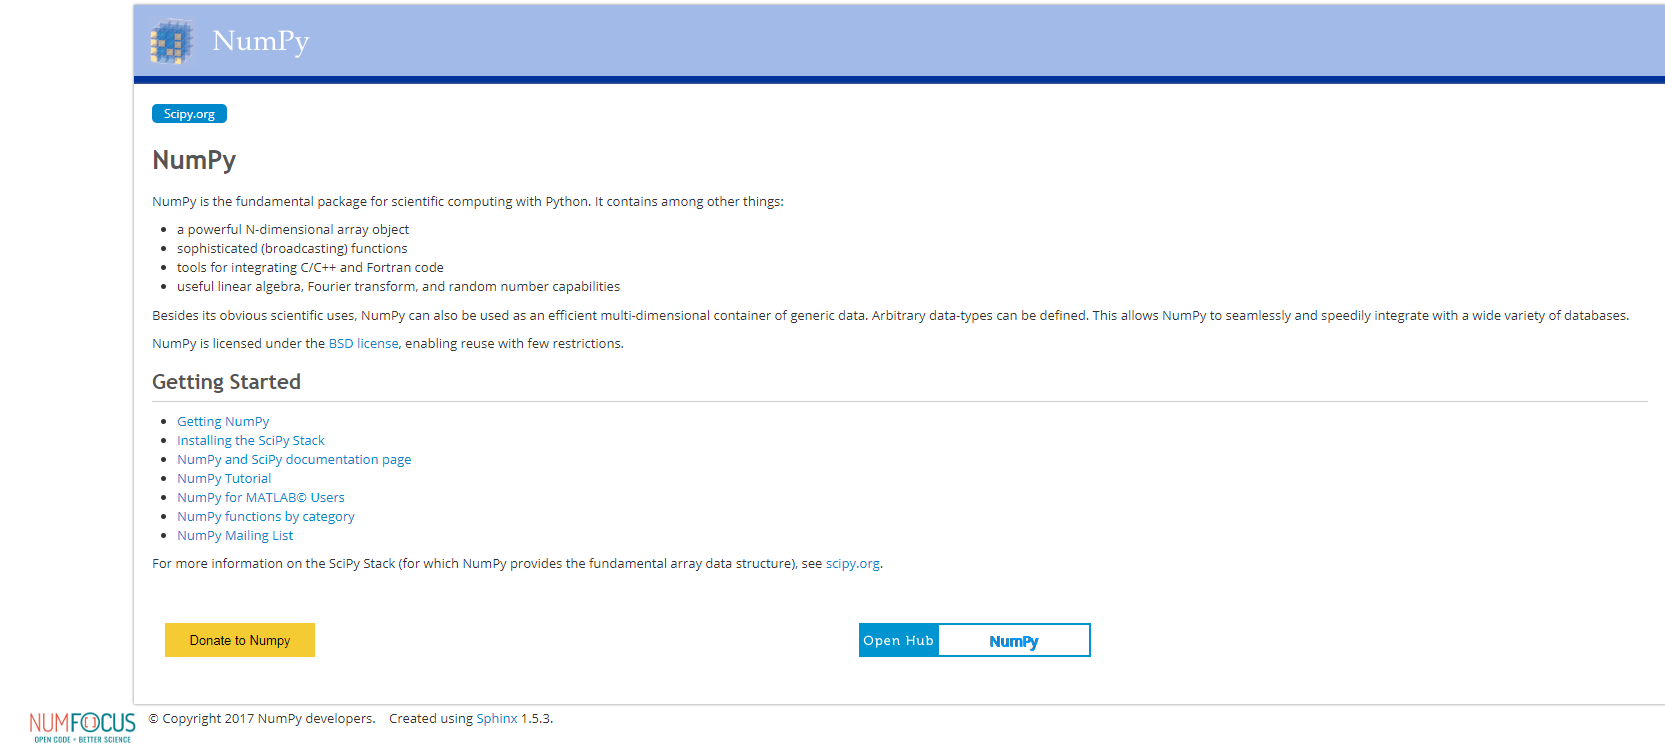 NumPy
Scipy.org
NumPy
NumPy is the fundamental package for scientific computing with Python. It contains among other things:
a powerful N-dimensional array object
sophisticated (broadcasting) functions
tools for integrating C/C++ and Fortran code
useful linear algebra, Fourier transform, and random number capabilities
Besides its obvious scientific uses, NumPy can also be used as an efficient multi-dimensional container of generic data. Arbitrary data-types can be defined. This allows NumPy to seamlessly and speedily integrate with a wide variety of databases.
NumPy is licensed under the BSD license, enabling reuse with few restrictions.
Getting Started
Getting NumPy
Installing the SciPy Stack
NumPy and SciPy documentation page
NumPy Tutorial
NumPy for MATLAB© Users
NumPy functions by category
NumPy Mailing List
For more information on the SciPy Stack (for which NumPy provides the fundamental array data structure), see scipy.org.
Donate to Numpy
Open Hub NumPy
NUMFOCUS
OPEN CODE = BETTER SCIENCE
© Copyright 2017 NumPy developers. Created using Sphinx 1.5.3.